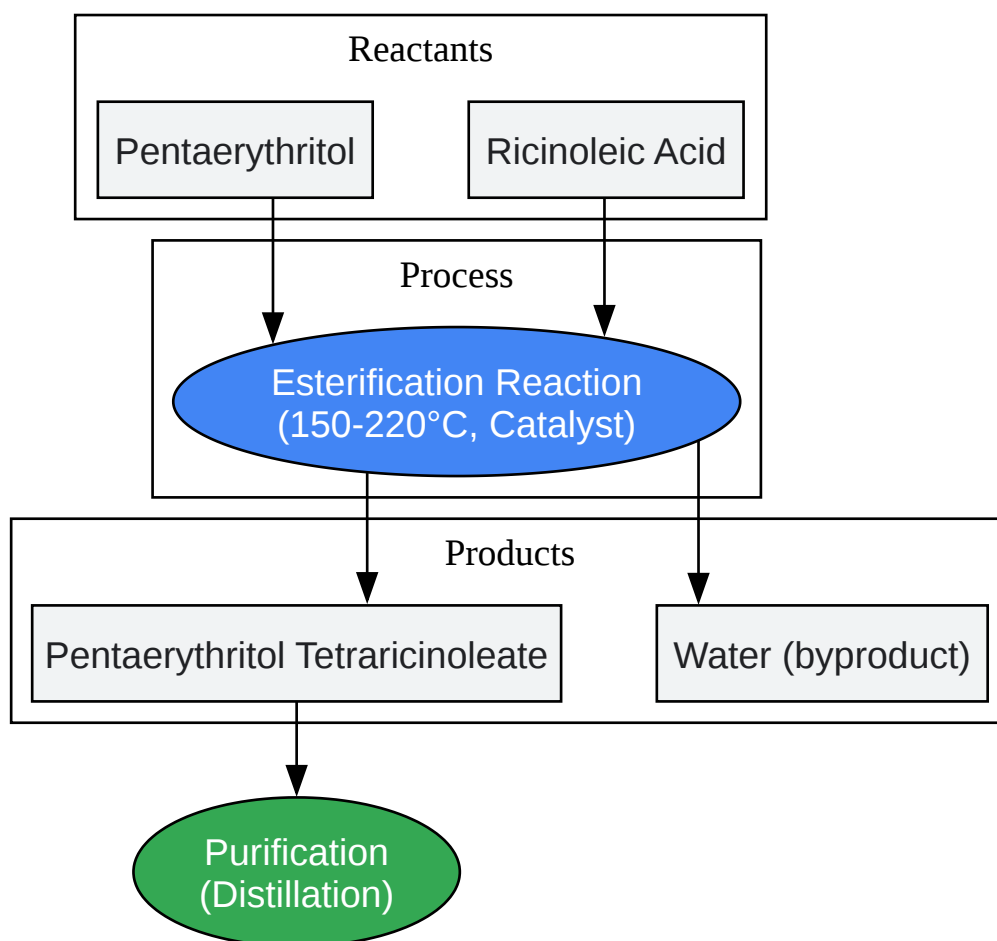 Reactants
Pentaerythritol
Ricinoleic Acid
Process
Esterification Reaction
(150-220°C, Catalyst)
Products
Pentaerythritol Tetraricinoleate
Water (byproduct)
Purification
(Distillation)